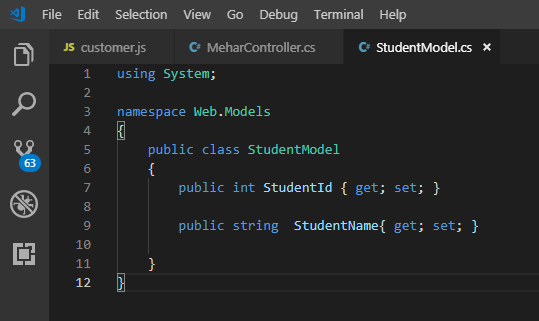 File Edit Selection View Go Debug Terminal Help
JS customer.js C# MeharController.cs C# StudentModel.cs ×
1 using System;
2
3 namespace Web.Models
4 {
5 public class StudentModel
6 {
7 public int StudentId { get; set; }
8
9 public string  StudentName{ get; set; }
10
11 }
12 }
63